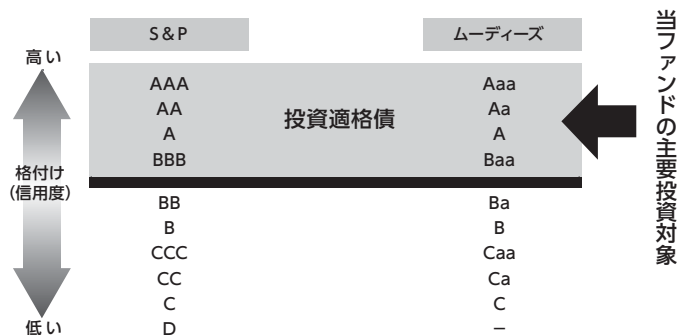 S&P ムーディーズ
高い
AAA Aaa
AA Aa
投資適格債
A A
BBB Baa
格付け
(信用度)
BB Ba
B B
CCC Caa
CC Ca
C C
低い
D −
当ファンドの主要投資対象